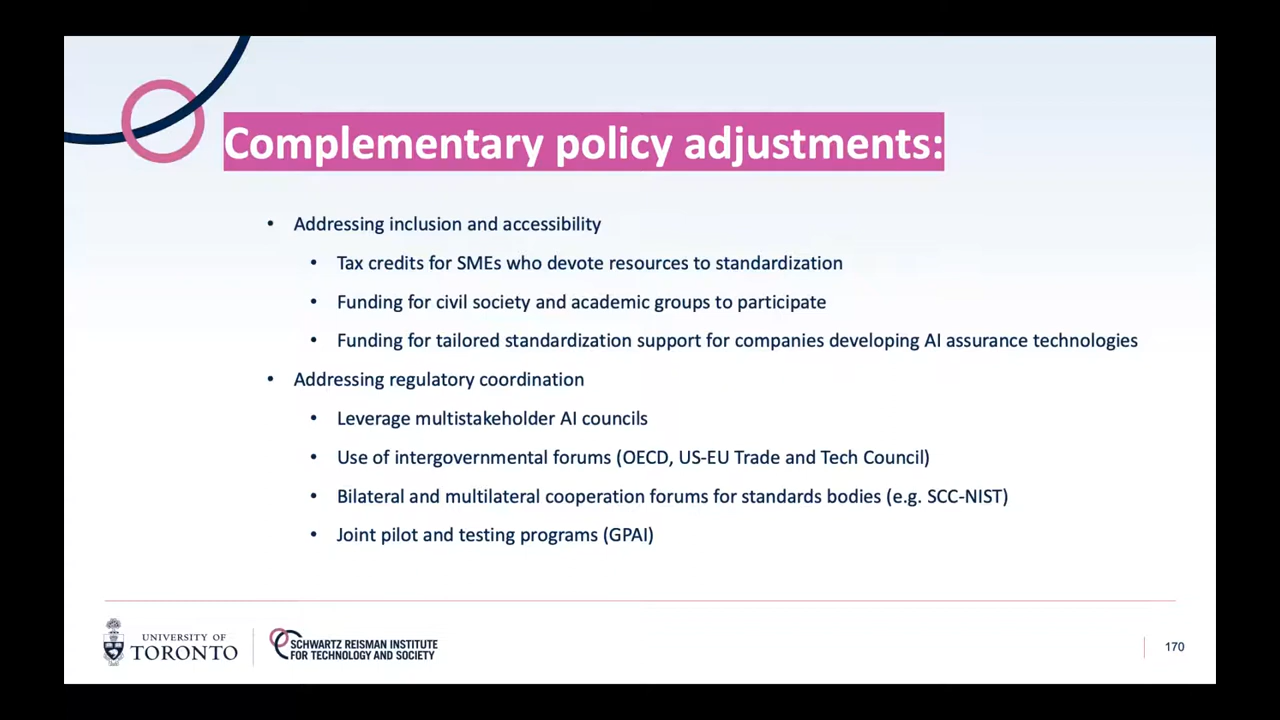 Complementary policy adjustments:
• Addressing inclusion and accessibility
• Tax credits for SMEs who devote resources to standardization
• Funding for civil society and academic groups to participate
• Funding for tailored standardization support for companies developing AI assurance technologies
• Addressing regulatory coordination
• Leverage multistakeholder AI councils
• Use of intergovernmental forums (OECD, US-EU Trade and Tech Council)
• Bilateral and multilateral cooperation forums for standards bodies (e.g. SCC-NIST)
• Joint pilot and testing programs (GPAI)
UNIVERSITY OF
TORONTO
SCHWARTZ REISMAN INSTITUTE
FOR TECHNOLOGY AND SOCIETY
170